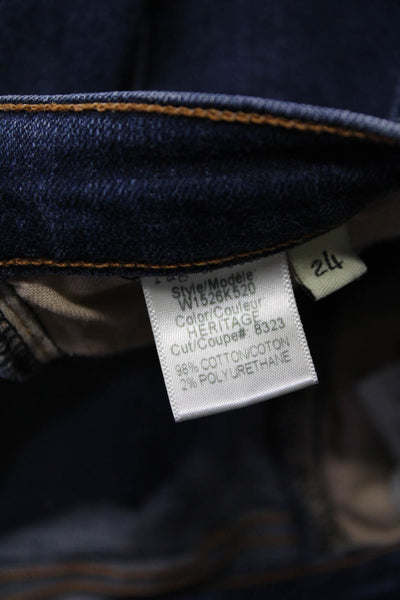 Style/Modèle
W1526K520
Color/Couleur
HERITAGE
Cut/Coupe# 8323
98% COTTON/COTON
2% POLYURETHANE
24